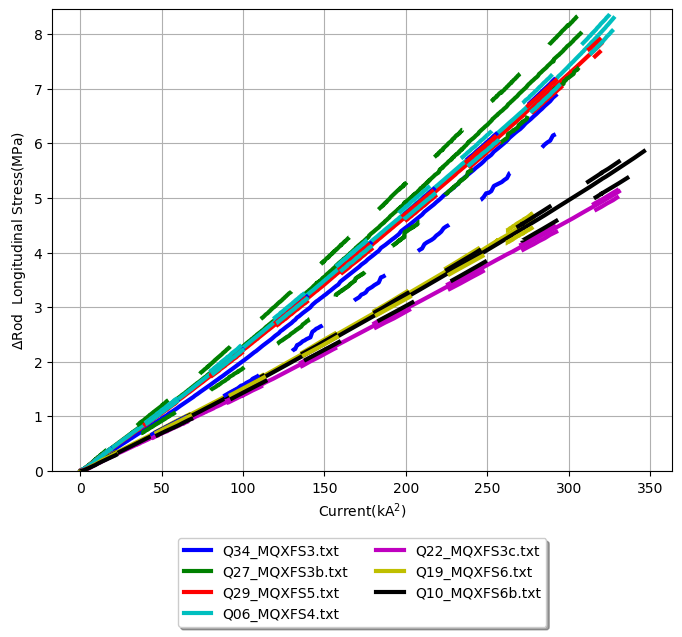 8
7
6
5
4
3
2
1
0
ΔRod  Longitudinal Stress(MPa)
0 50 100 150 200 250 300 350
Current(kA²)
Q34_MQXFS3.txt Q22_MQXFS3c.txt
Q27_MQXFS3b.txt Q19_MQXFS6.txt
Q29_MQXFS5.txt Q10_MQXFS6b.txt
Q06_MQXFS4.txt